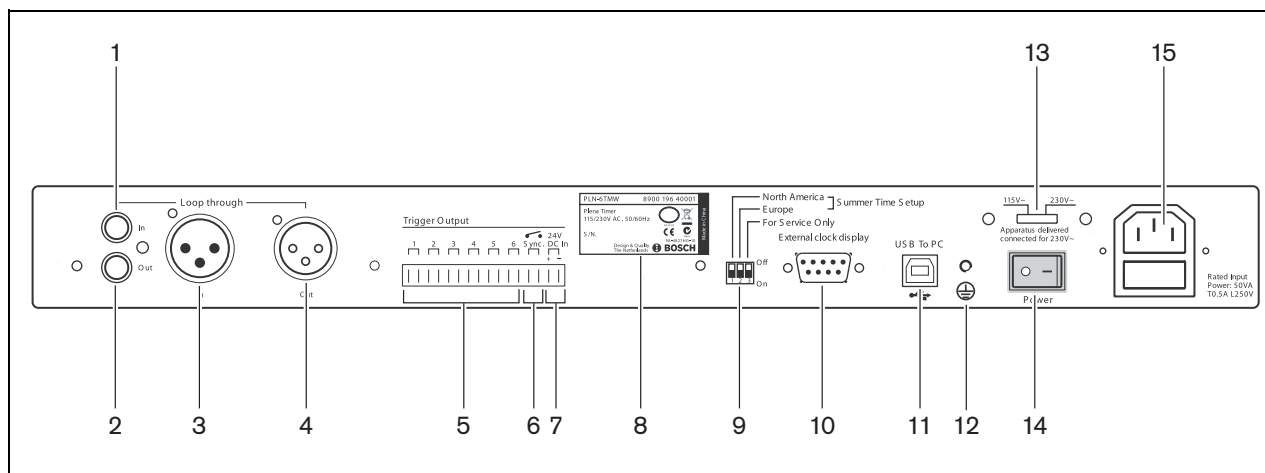 1
13
15
Loop through
In
Out
Out
Trigger Output
1 2 3 4 5 6 Sync.
24V
DC In
+ −
PLN-6TMW 8900 196 40001
Plena Timer
115/230V AC, 50/60Hz
S/N.
Design & Quality
The Netherlands
BOSCH
Made in China
North America
Europe
Summer Time Setup
For Service Only
External clock display
Off
1 2 3
On
USB To PC
115V~ 230V~
Apparatus delivered
connected for 230V~
Power
Rated Input
Power: 50VA
T0.5A L250V
2
3
4
5
6
7
8
9
10
11
12
14